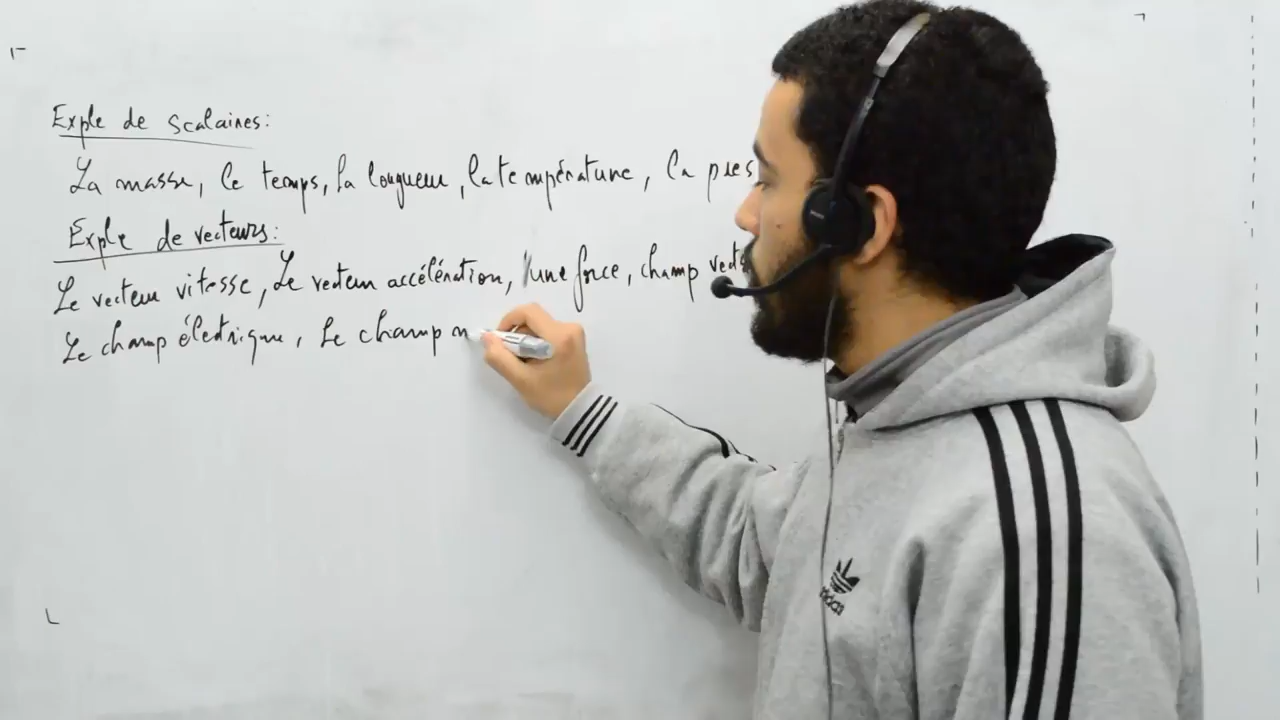 Exple de scalaires:
La masse, le temps, la longueur, la température, la pres
Exple de vecteurs:
Le vecteur vitesse, Le vecteur accélération, une force, champ vect
Le champ électrique, Le champ m
adidas